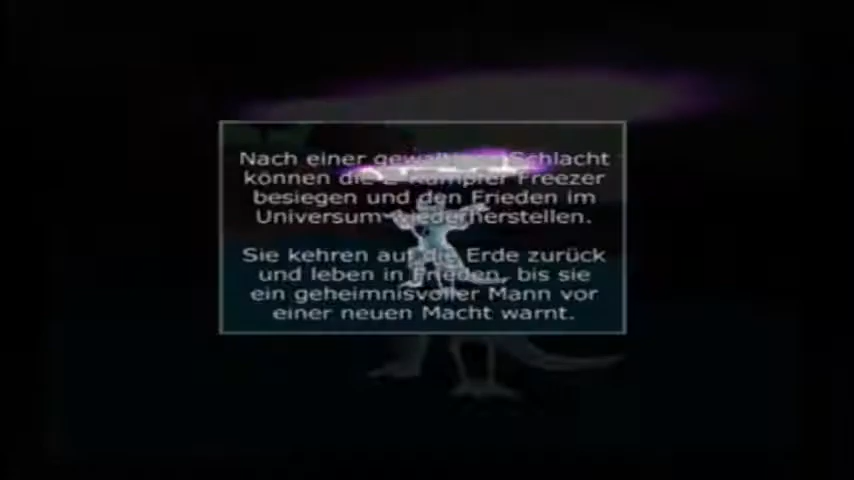 Nach einer Schlacht
können die Freezer
besiegen und den Frieden im
Universum wiederherstellen.
Sie kehren auf die Erde zurück
und leben in Frieden, bis sie
ein geheimnisvoller Mann vor
einer neuen Macht warnt.